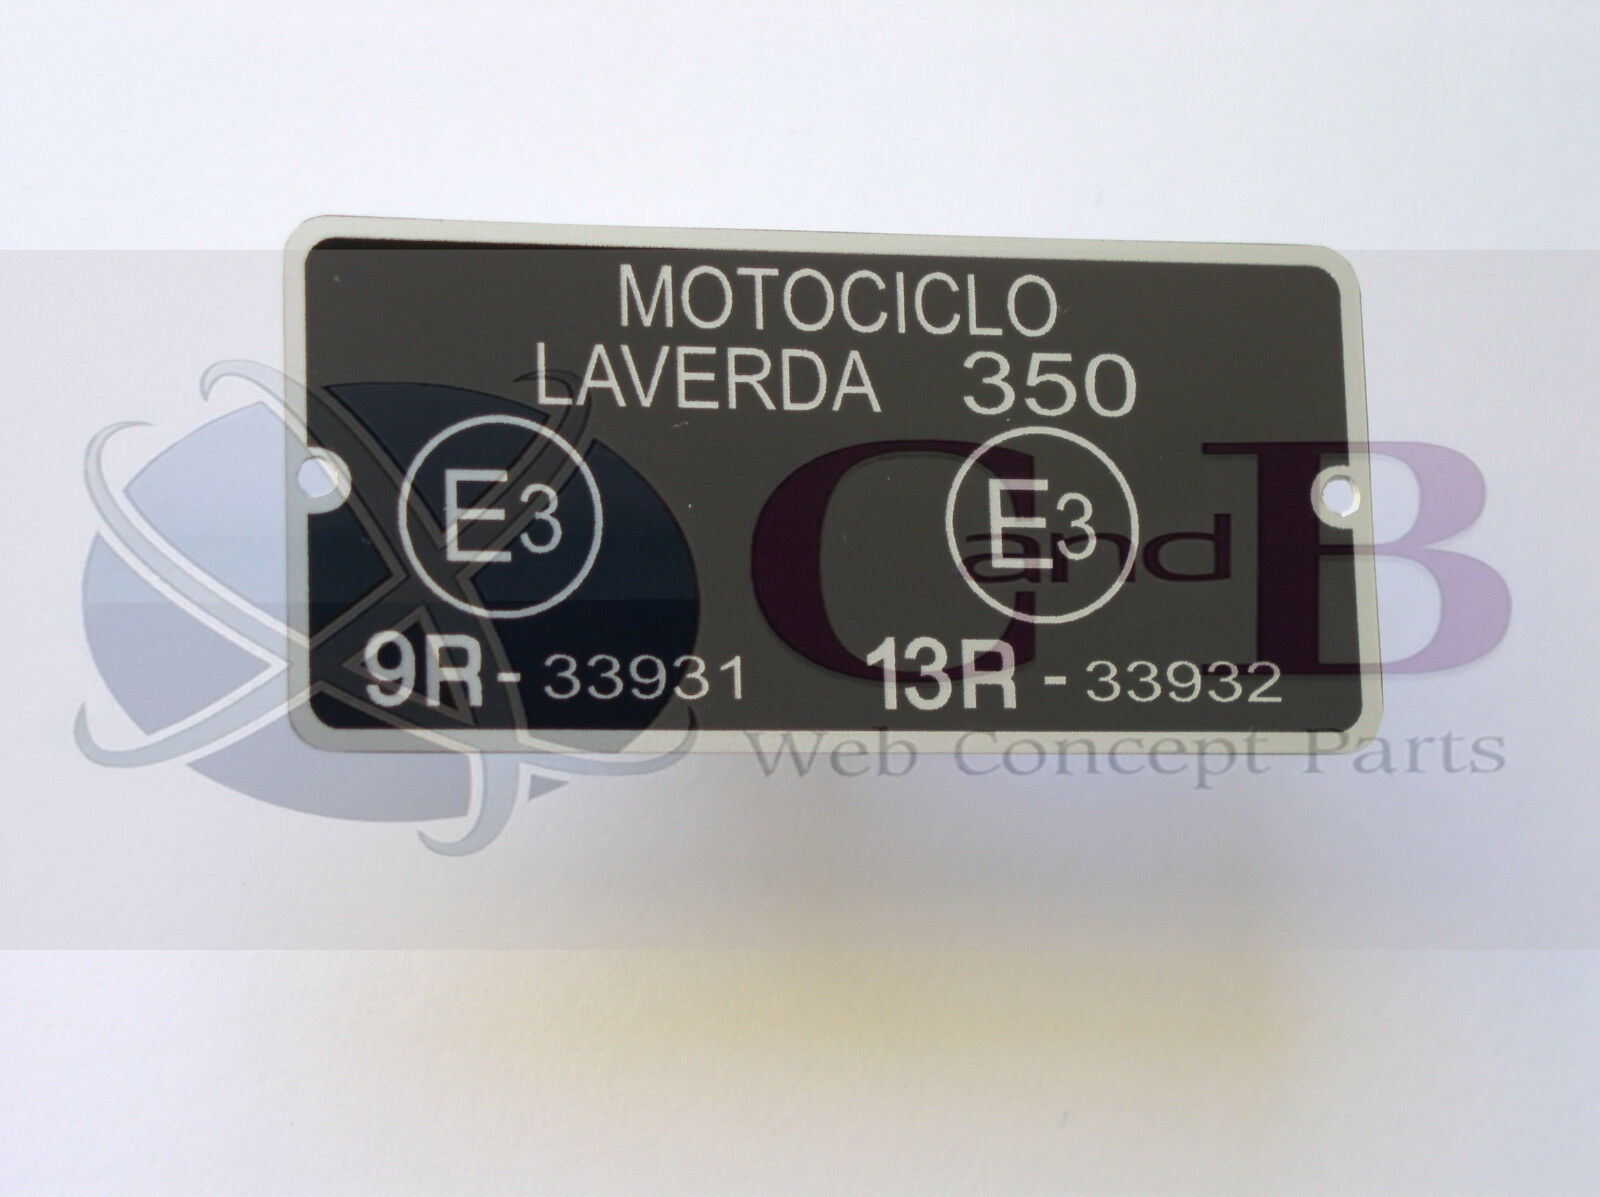 MOTOCICLO
LAVERDA 350
E3 E3
9R - 33931 13R - 33932
C and B
Web Concept Parts